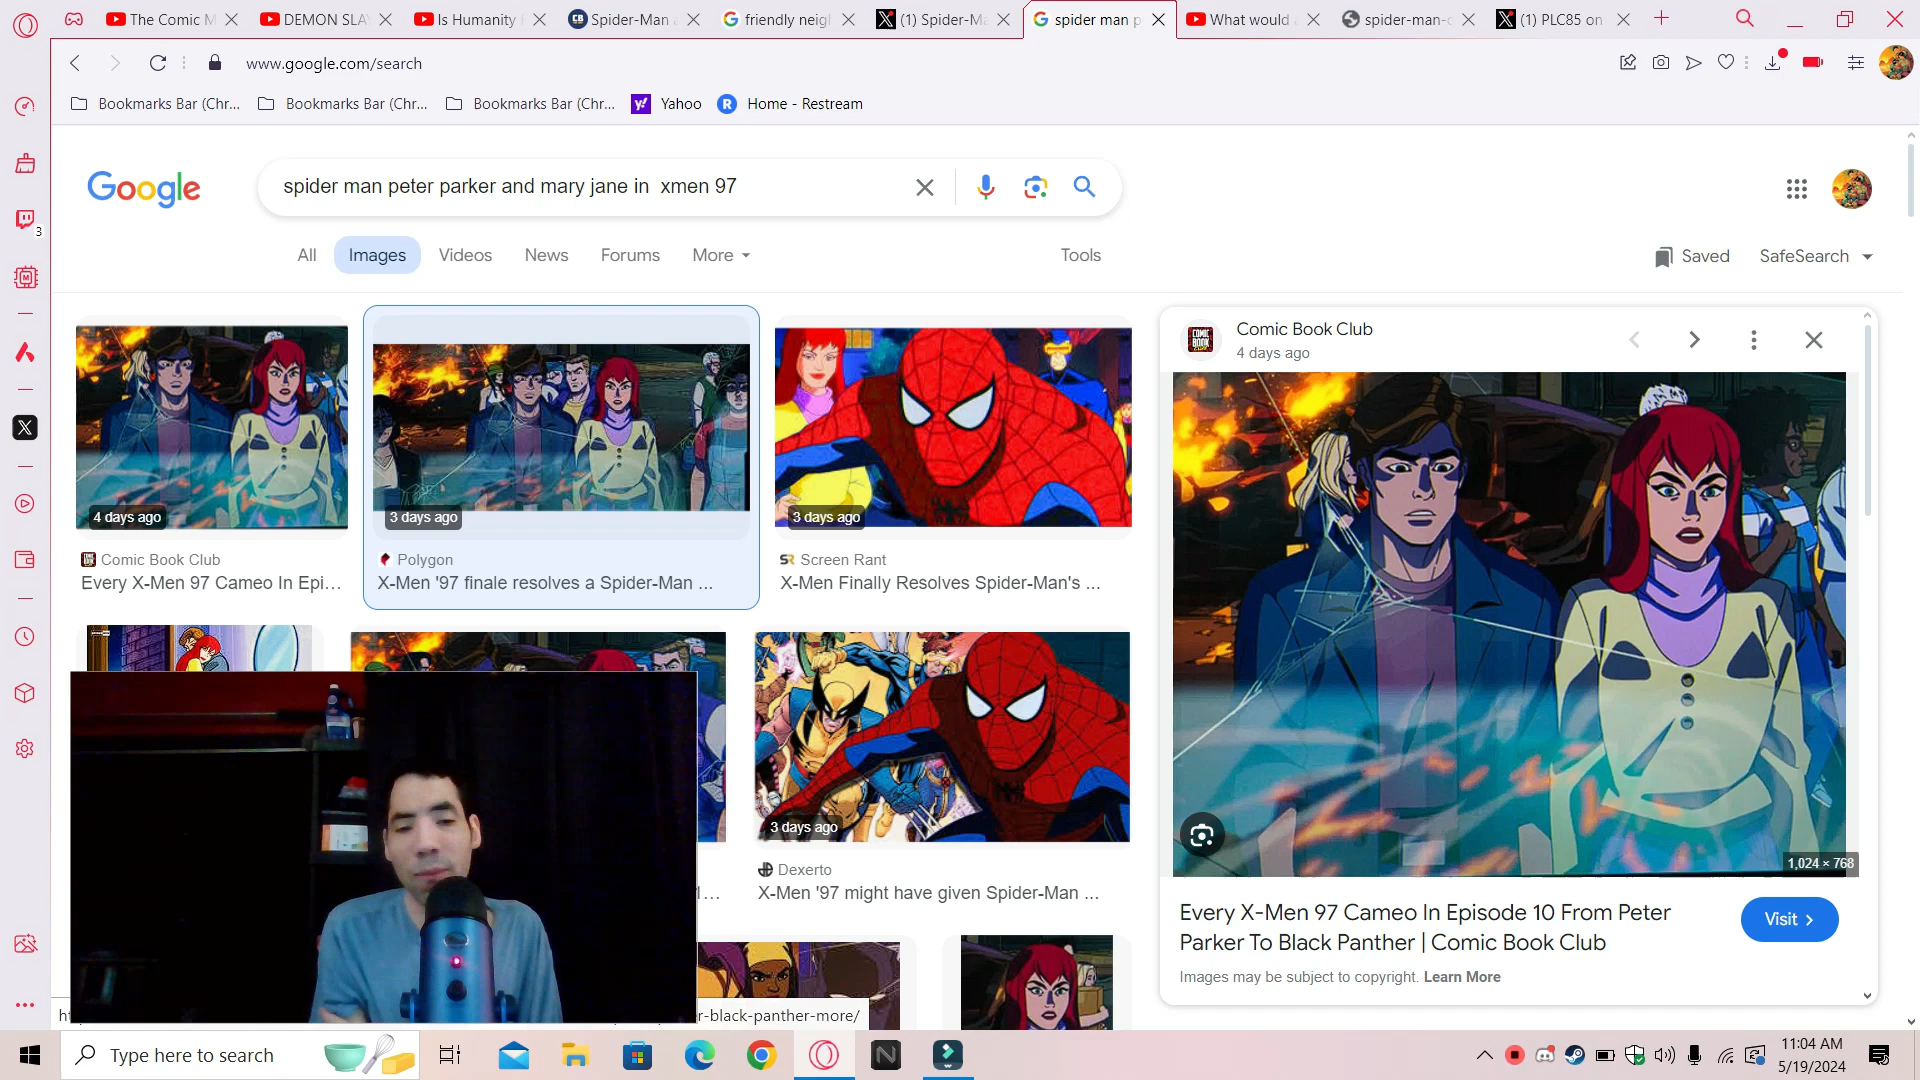 The Comic M
DEMON SLA
Is Humanity
Spider-Man
friendly neig
(1) Spider-M
spider man p
What would
spider-man-
(1) PLC85 on
www.google.com/search
Bookmarks Bar (Chr...
Bookmarks Bar (Chr...
Bookmarks Bar (Chr...
Yahoo
Home - Restream
Google
spider man peter parker and mary jane in  xmen 97
All
Images
Videos
News
Forums
More
Tools
Saved
SafeSearch
3
4 days ago
Comic Book Club
Every X-Men 97 Cameo In Epi...
3 days ago
Polygon
X-Men '97 finale resolves a Spider-Man ...
3 days ago
Screen Rant
X-Men Finally Resolves Spider-Man's ...
3 days ago
Dexerto
X-Men '97 might have given Spider-Man ...
Comic Book Club
4 days ago
1,024 × 768
Every X-Men 97 Cameo In Episode 10 From Peter
Parker To Black Panther | Comic Book Club
Visit
Images may be subject to copyright. Learn More
r-black-panther-more/
Type here to search
11:04 AM
5/19/2024